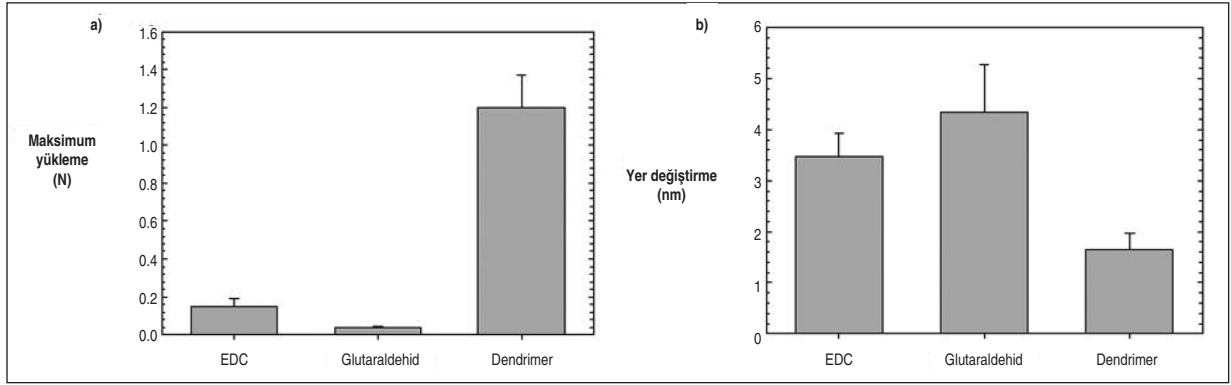 a)
1.6
1.4
1.2
1.0
0.8
0.6
0.4
0.2
0.0
Maksimum
yükleme
(N)
EDC Glutaraldehid Dendrimer
b)
6
5
4
3
2
1
0
Yer değiştirme
(nm)
EDC Glutaraldehid Dendrimer